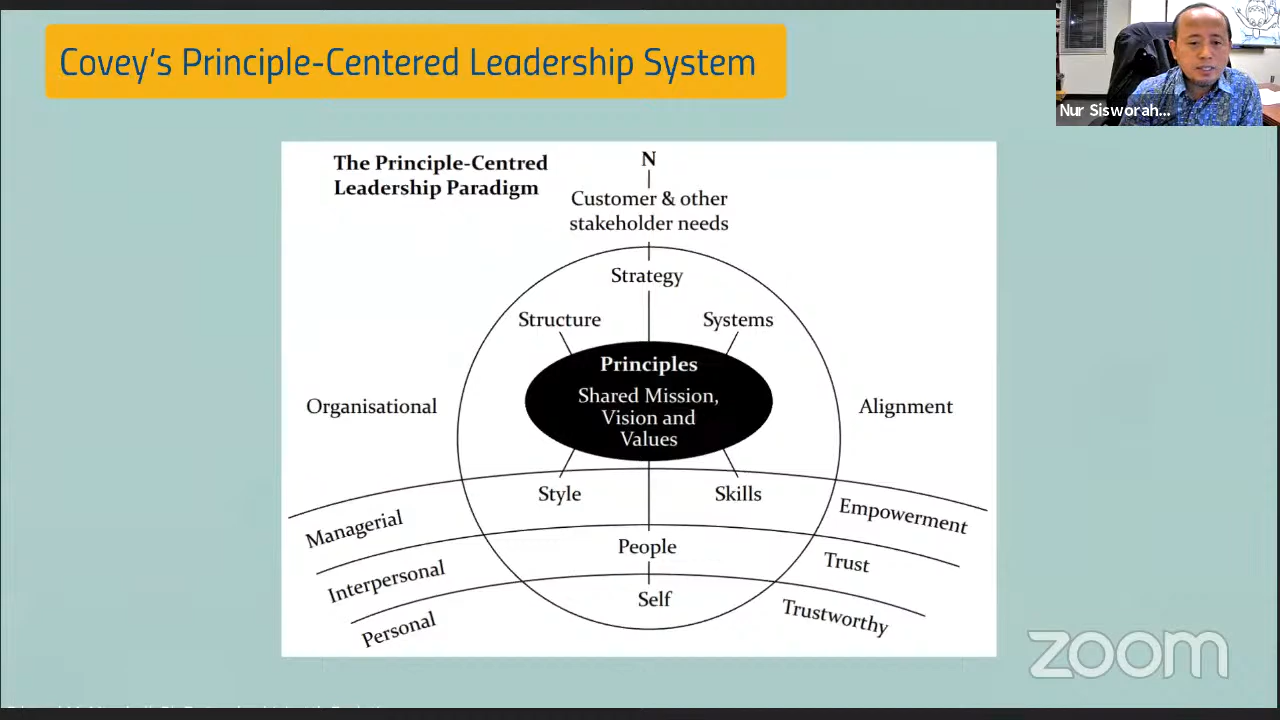 Covey's Principle-Centered Leadership System
Nur Sisworah...
The Principle-Centred
Leadership Paradigm
N
Customer & other
stakeholder needs
Strategy
Structure
Systems
Principles
Shared Mission,
Vision and
Values
Organisational
Alignment
Style
Skills
Managerial
Empowerment
People
Interpersonal
Trust
Self
Personal
Trustworthy
zoom